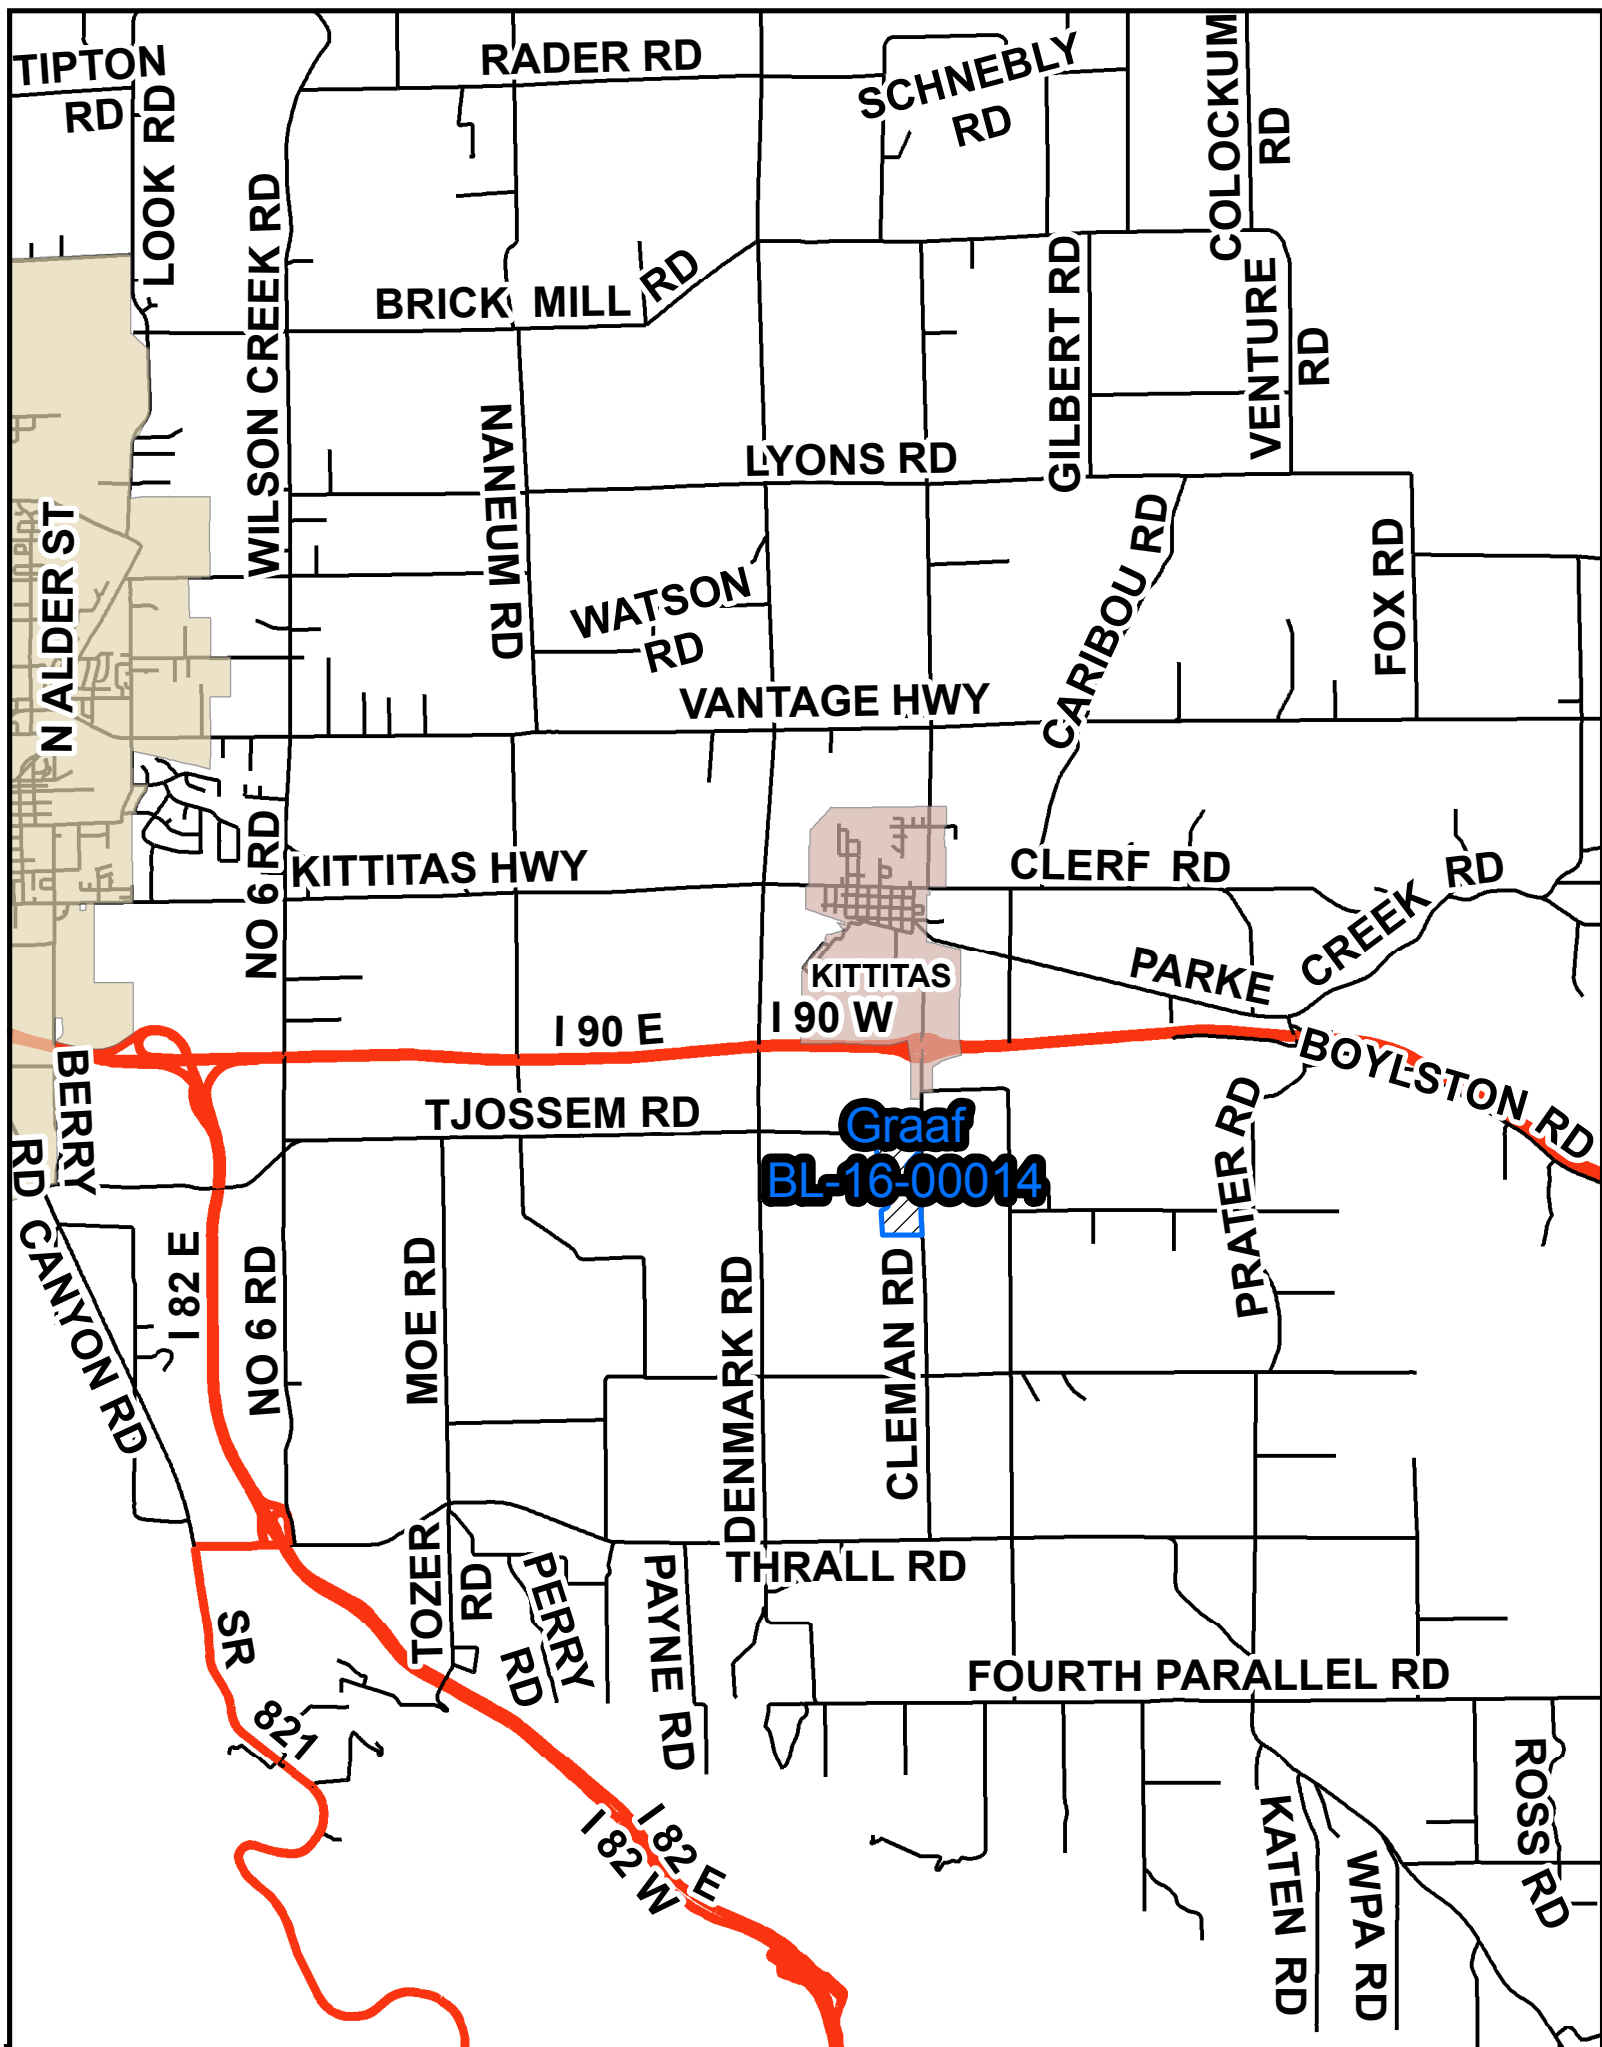 TIPTON
RD
LOOK RD
RADER RD
SCHNEBLY
RD
COLOCKUM
RD
WILSON CREEK RD
BRICK MILL RD
GILBERT RD
VENTURE
RD
NANEUM RD
LYONS RD
N ALDER ST
WATSON
RD
CARIBOU RD
FOX RD
VANTAGE HWY
NO 6 RD
KITTITAS HWY
CLERF RD
PARKE
CREEK
RD
KITTITAS
I 90 E
I 90 W
BOYLSTON RD
BERRY
RD
TJOSSEM RD
Graaf
BL-16-00014
PRATER RD
CANYON RD
I 82 E
NO 6 RD
MOE RD
DENMARK RD
CLEMAN RD
THRALL RD
TOZER
RD
PERRY
RD
PAYNE RD
SR
821
FOURTH PARALLEL RD
I 82 E
I 82 W
KATEN RD
WPA RD
ROSS RD